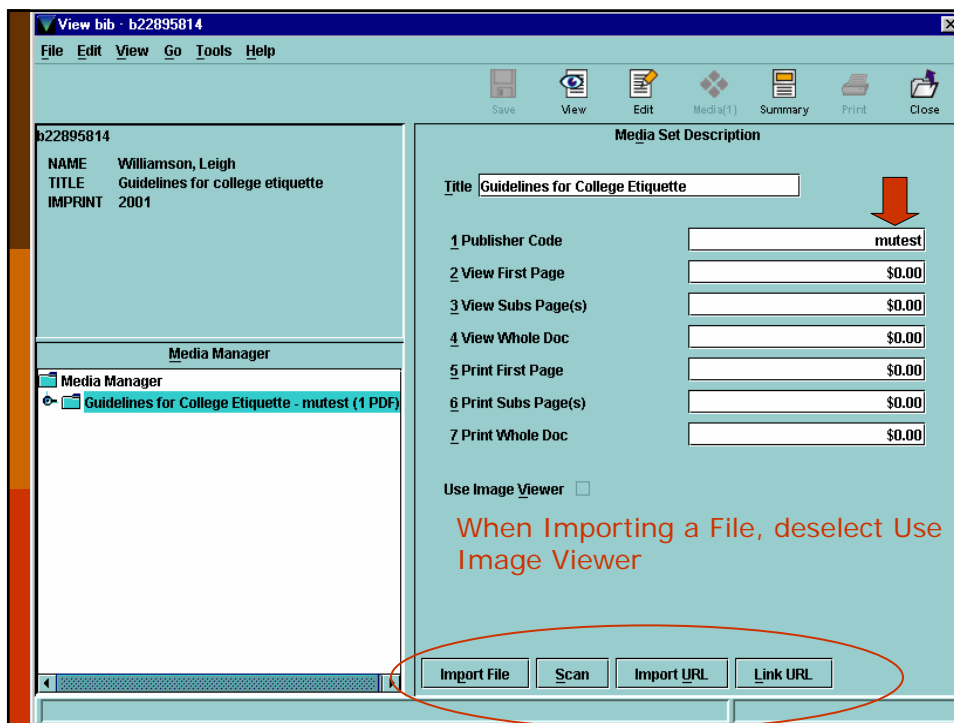 View bib · b22895814
File Edit View Go Tools Help
Save View Edit Media(1) Summary Print Close
b22895814
NAME Williamson, Leigh
TITLE Guidelines for college etiquette
IMPRINT 2001
Media Manager
Media Manager
Guidelines for College Etiquette - mutest (1 PDF)
Media Set Description
Title Guidelines for College Etiquette
1 Publisher Code mutest
2 View First Page $0.00
3 View Subs Page(s) $0.00
4 View Whole Doc $0.00
5 Print First Page $0.00
6 Print Subs Page(s) $0.00
7 Print Whole Doc $0.00
Use Image Viewer
When Importing a File, deselect Use
Image Viewer
Import File Scan Import URL Link URL